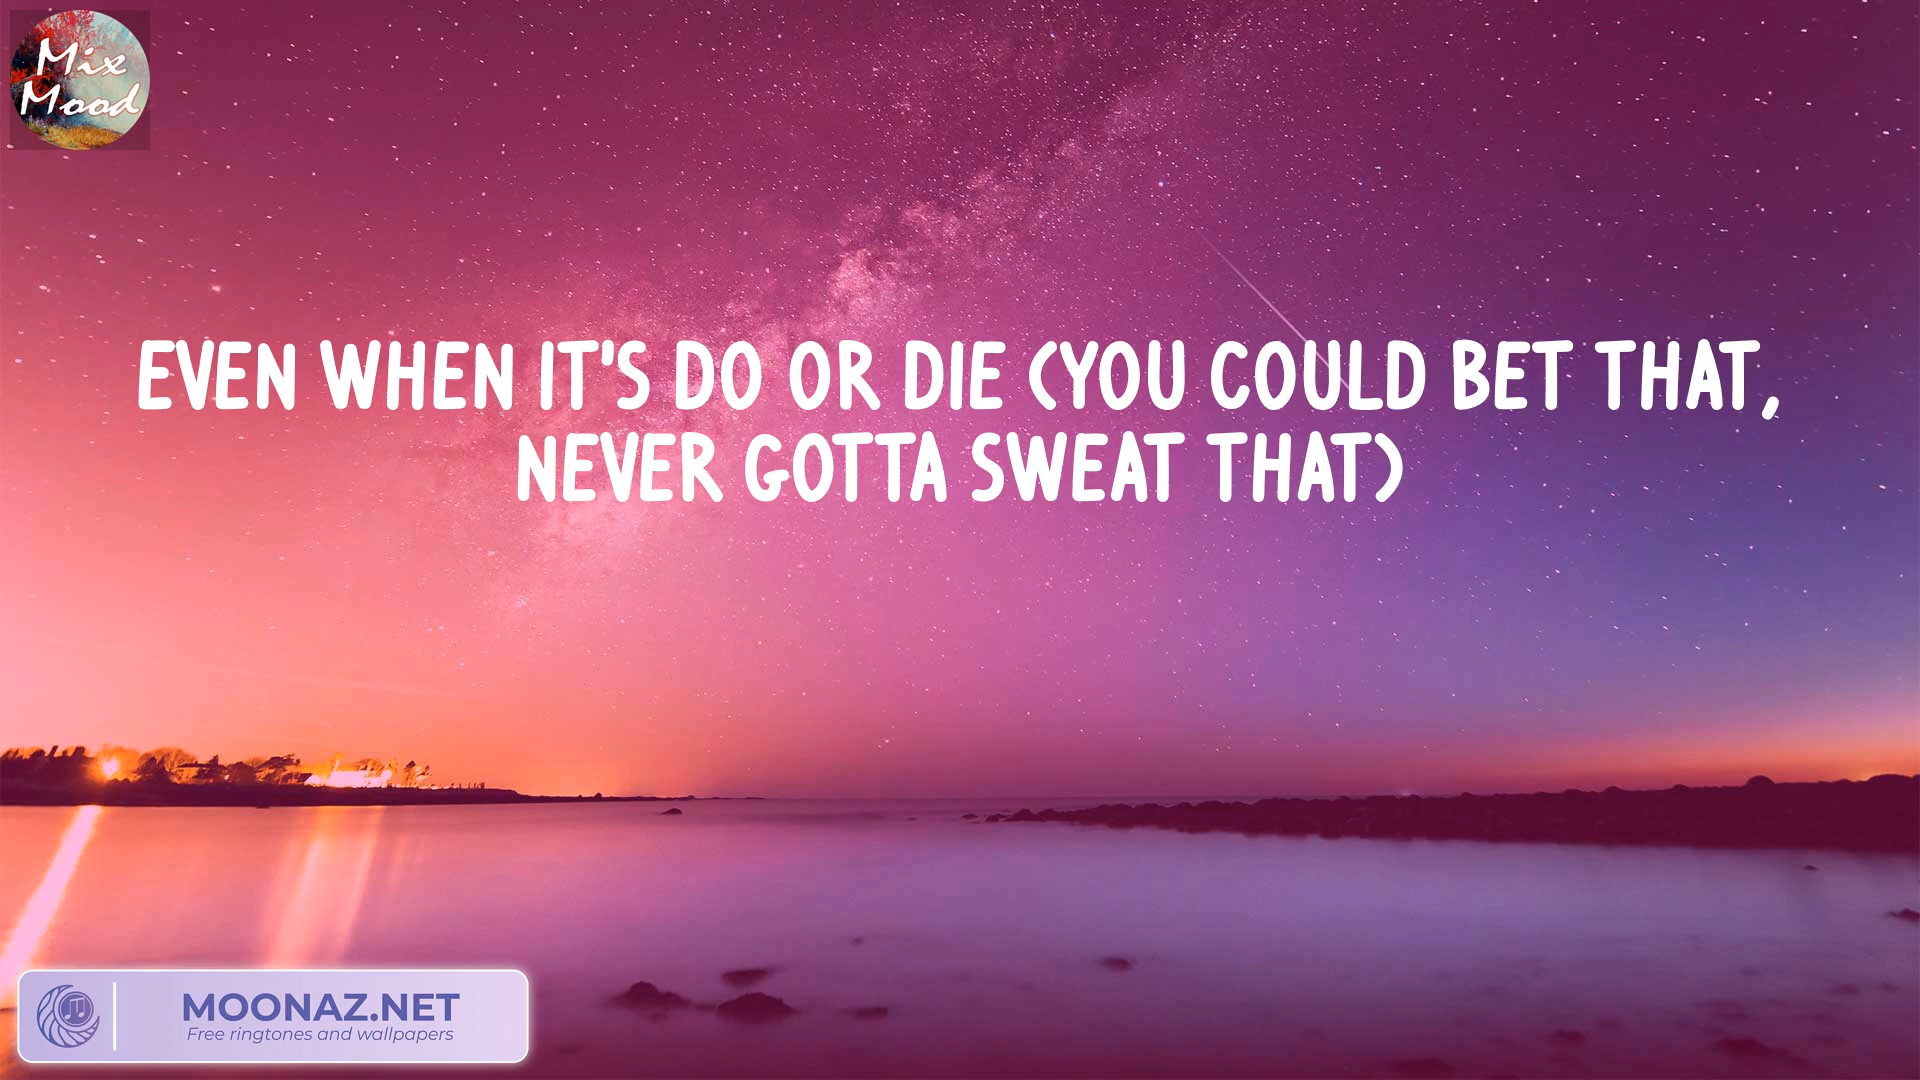 Mix
Mood
EVEN WHEN IT'S DO OR DIE (YOU COULD BET THAT,
NEVER GOTTA SWEAT THAT)
MOONAZ.NET
Free ringtones and wallpapers